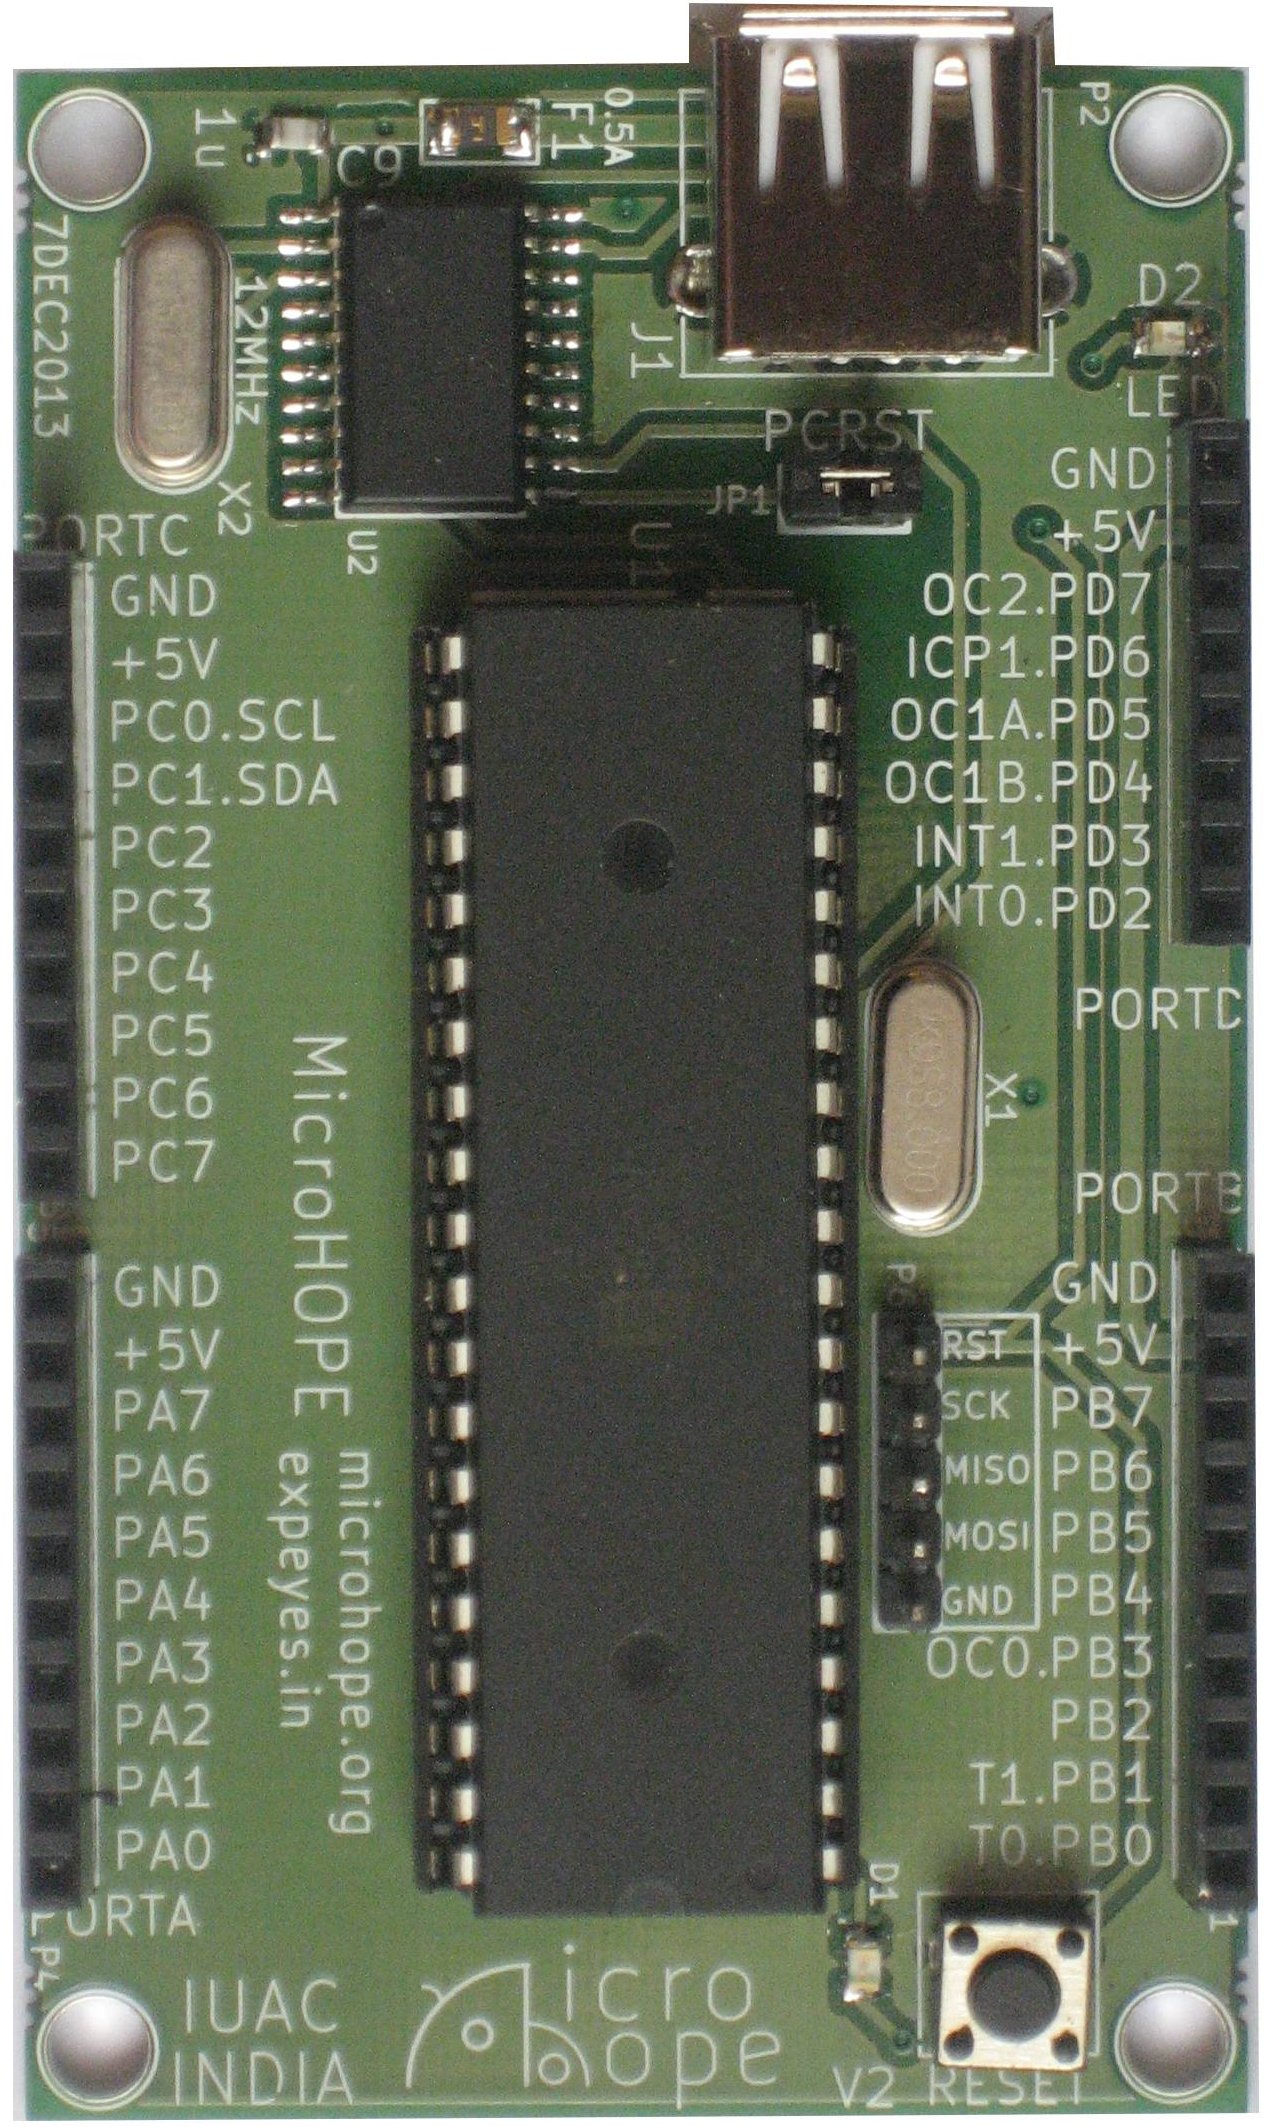 1u
C9
F1
0.5A
P2
7DEC2013
12MHz
X2
U2
J1
D2
LED
PCRST
JP1
U1
PORTC
GND
+5V
PC0.SCL
PC1.SDA
PC2
PC3
PC4
PC5
PC6
PC7
GND
+5V
OC2.PD7
ICP1.PD6
OC1A.PD5
OC1B.PD4
INT1.PD3
INT0.PD2
PORTD
X1
MicroHOPE
microhope.org
expeyes.in
GND
+5V
PA7
PA6
PA5
PA4
PA3
PA2
PA1
PA0
PORTA
P4
RST
SCK
MISO
MOSI
GND
PORTB
GND
+5V
PB7
PB6
PB5
PB4
OC0.PB3
PB2
T1.PB1
T0.PB0
D1
IUAC
INDIA
micro
hope
V2 RESET